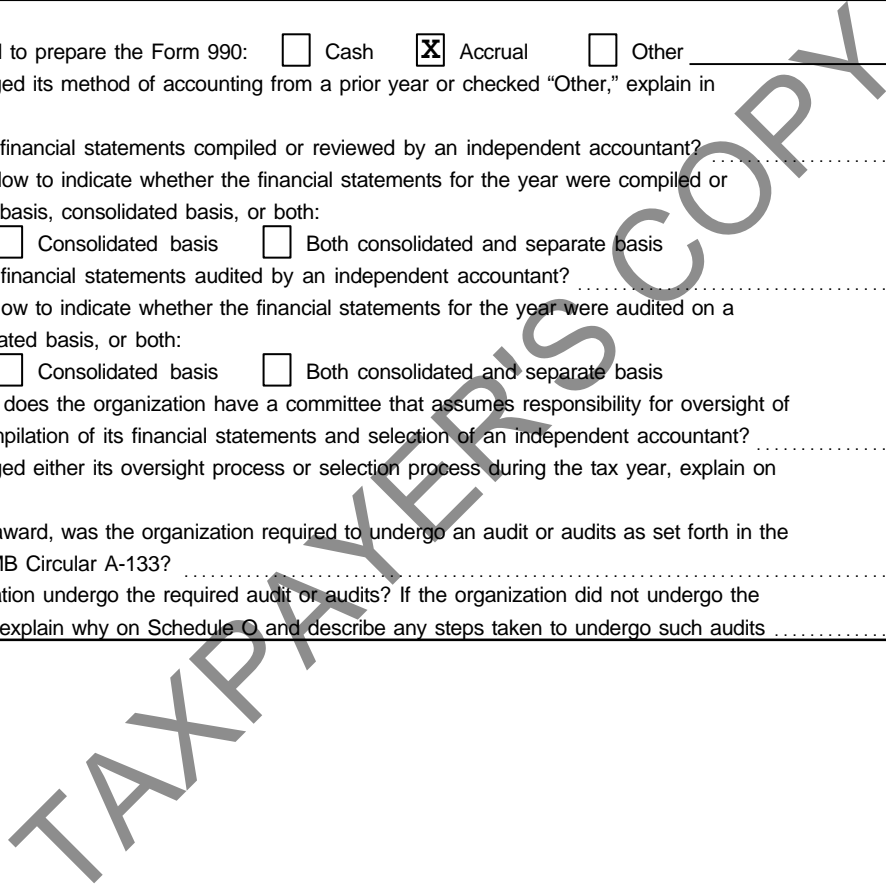 to prepare the Form 990: Cash X Accrual Other
ged its method of accounting from a prior year or checked “Other,” explain in
financial statements compiled or reviewed by an independent accountant?
low to indicate whether the financial statements for the year were compiled or
basis, consolidated basis, or both:
Consolidated basis Both consolidated and separate basis
financial statements audited by an independent accountant?
low to indicate whether the financial statements for the year were audited on a
ated basis, or both:
Consolidated basis Both consolidated and separate basis
does the organization have a committee that assumes responsibility for oversight of
mpilation of its financial statements and selection of an independent accountant?
ged either its oversight process or selection process during the tax year, explain on
award, was the organization required to undergo an audit or audits as set forth in the
MB Circular A-133?
ation undergo the required audit or audits? If the organization did not undergo the
explain why on Schedule O and describe any steps taken to undergo such audits
TAXPAYER'S COPY